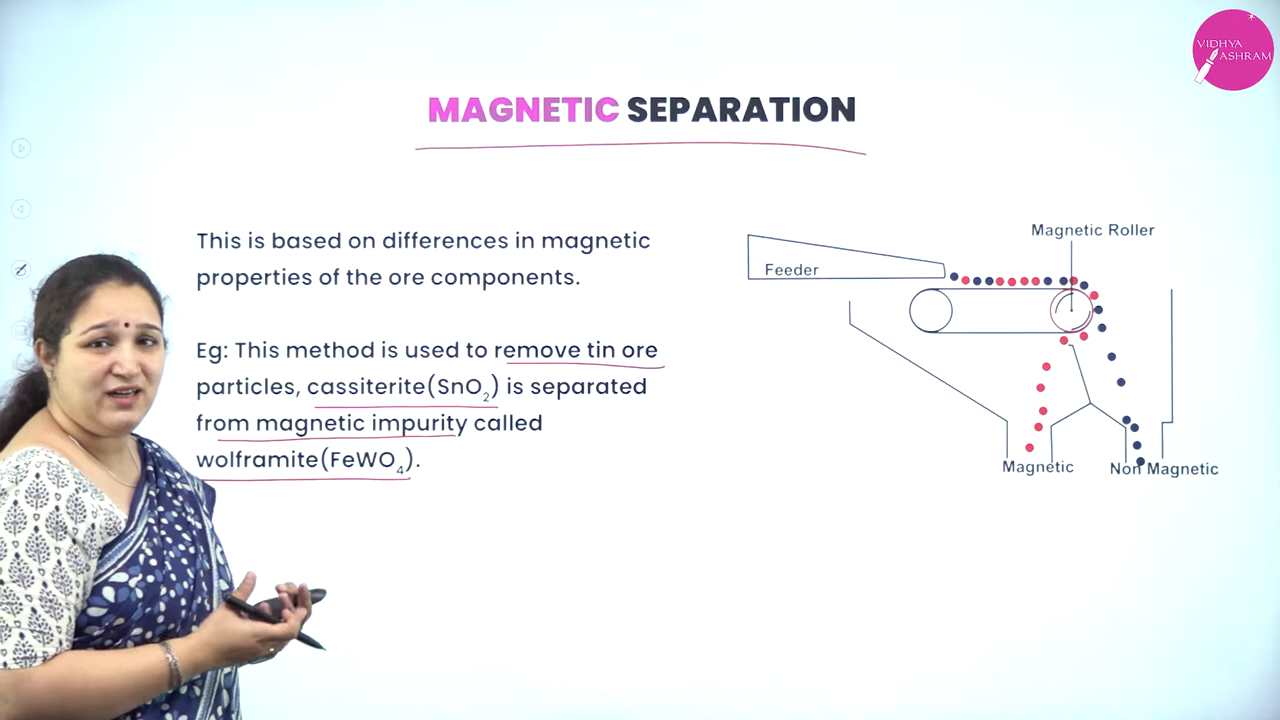 VIDHYA
ASHRAM
MAGNETIC SEPARATION
This is based on differences in magnetic
properties of the ore components.
Eg: This method is used to remove tin ore
particles, cassiterite(SnO₂) is separated
from magnetic impurity called
wolframite(FeWO₄).
Magnetic Roller
Feeder
Magnetic
Non Magnetic